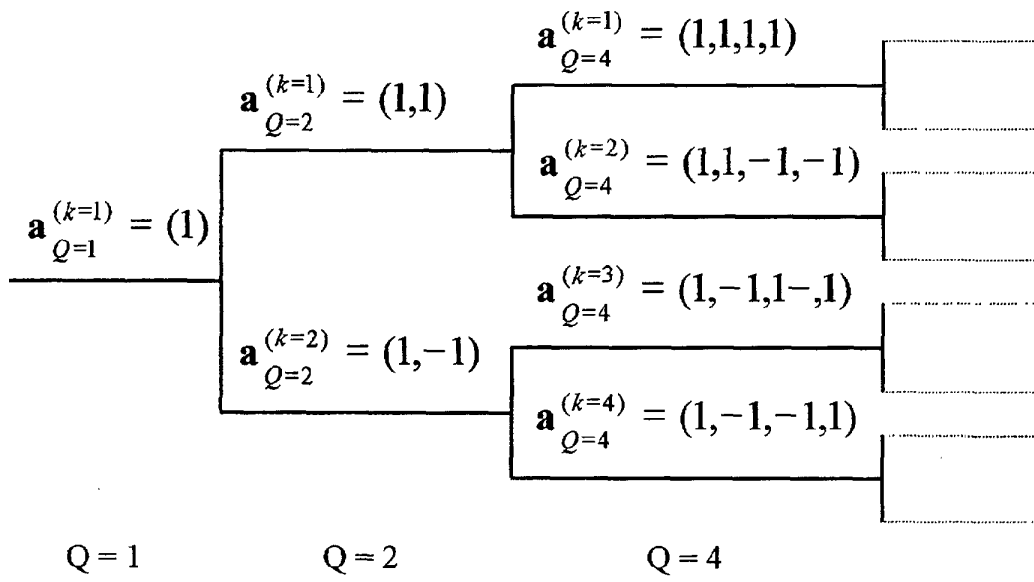 a_{Q=4}^{(k=1)} = (1,1,1,1)
a_{Q=2}^{(k=1)} = (1,1)
a_{Q=4}^{(k=2)} = (1,1,−1,−1)
a_{Q=1}^{(k=1)} = (1)
a_{Q=4}^{(k=3)} = (1,−1,1−,1)
a_{Q=2}^{(k=2)} = (1,−1)
a_{Q=4}^{(k=4)} = (1,−1,−1,1)
Q = 1 Q = 2 Q = 4